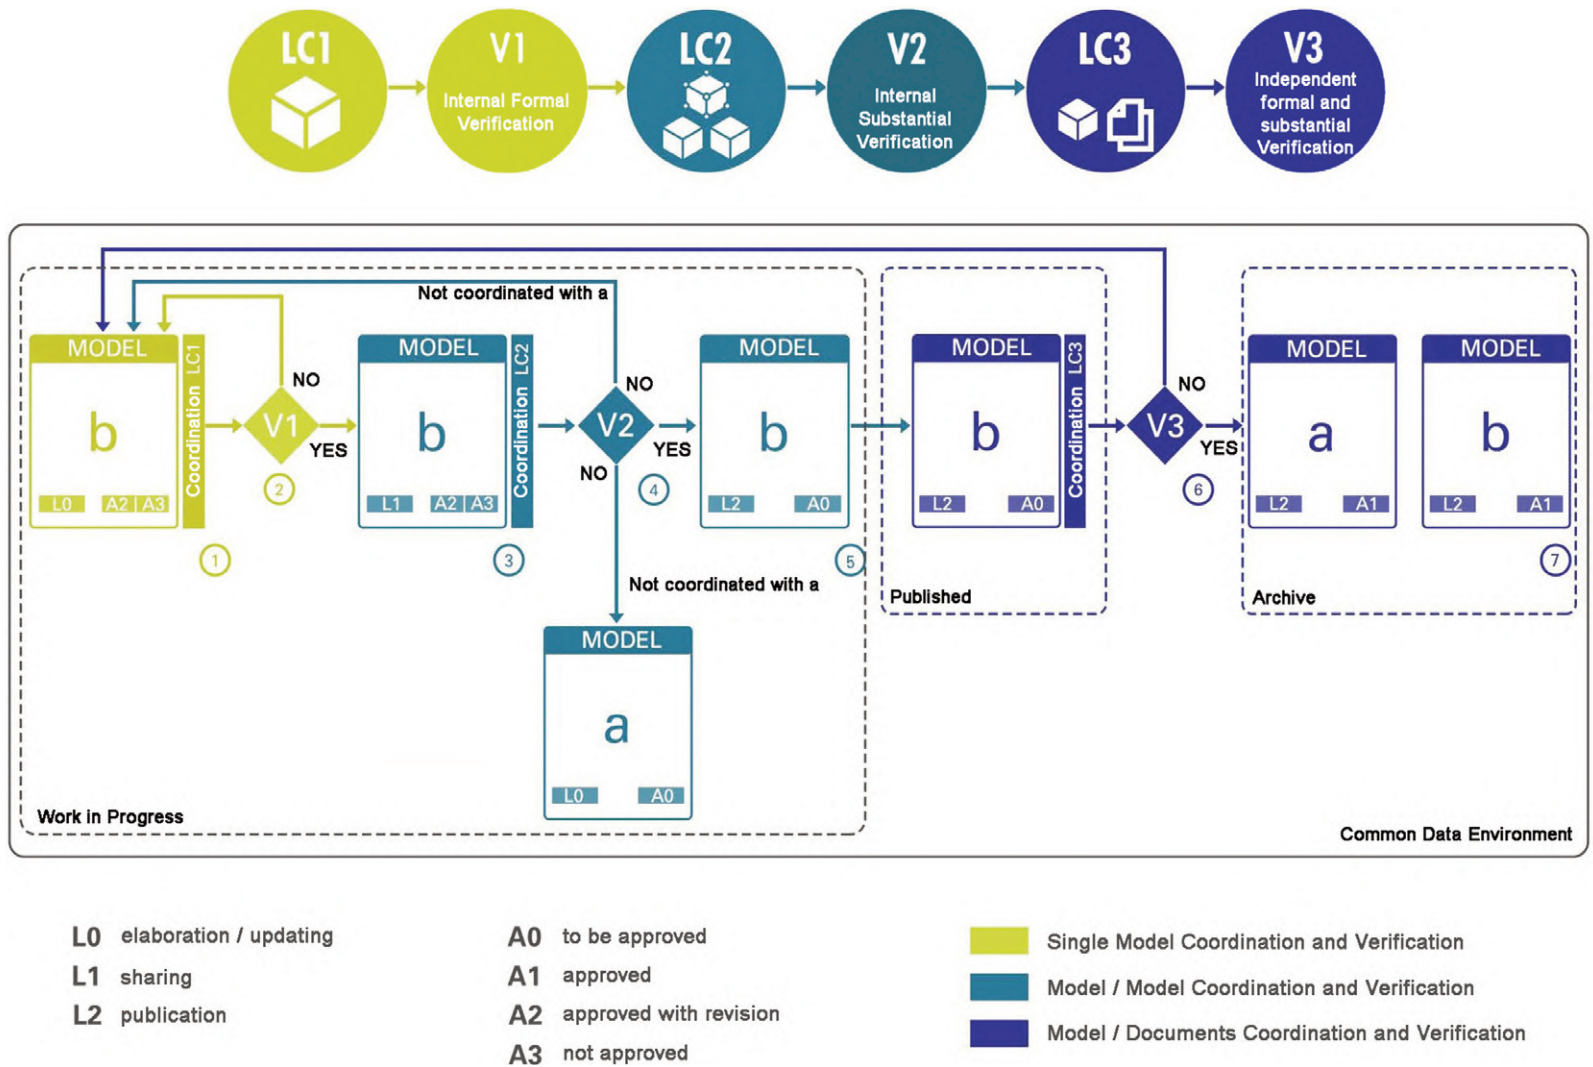 LC1
V1
Internal Formal
Verification
LC2
V2
Internal
Substantial
Verification
LC3
V3
Independent
formal and
substantial
Verification
Not coordinated with a
MODEL
b
L0
A2|A3
Coordination LC1
V1
NO
YES
2
1
MODEL
b
L1
A2|A3
Coordination LC2
3
V2
NO
NO
YES
4
MODEL
b
L2
A0
5
Not coordinated with a
MODEL
a
L0
A0
Work in Progress
MODEL
b
L2
A0
Coordination LC3
Published
V3
NO
YES
6
MODEL
a
L2
A1
MODEL
b
L2
A1
7
Archive
Common Data Environment
L0 elaboration / updating
L1 sharing
L2 publication
A0 to be approved
A1 approved
A2 approved with revision
A3 not approved
Single Model Coordination and Verification
Model / Model Coordination and Verification
Model / Documents Coordination and Verification